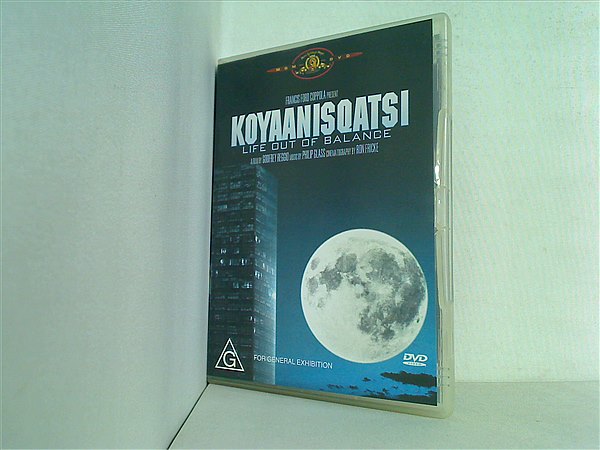 FRANCIS FORD COPPOLA PRESENT
KOYAANISQATSI
LIFE OUT OF BALANCE
A FILM BY GODFREY REGGIO MUSIC BY PHILIP GLASS CINEMATOGRAPHY BY RON FRICKE
G
FOR GENERAL EXHIBITION
DVD